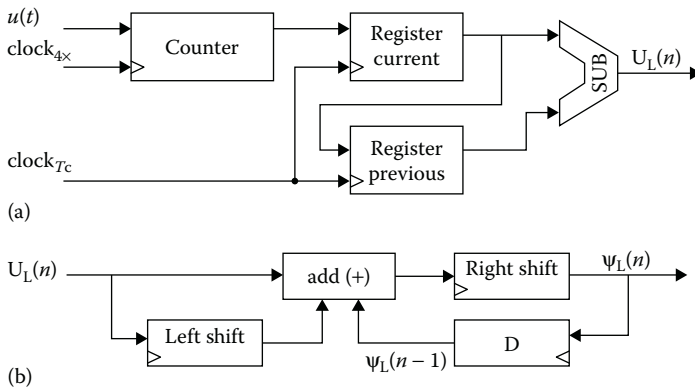 u(t)
clock4×
Counter
Register
current
SUB
UL(n)
Register
previous
clockTc
(a)
UL(n)
add (+)
Right shift
ψL(n)
Left shift
ψL(n − 1)
D
(b)